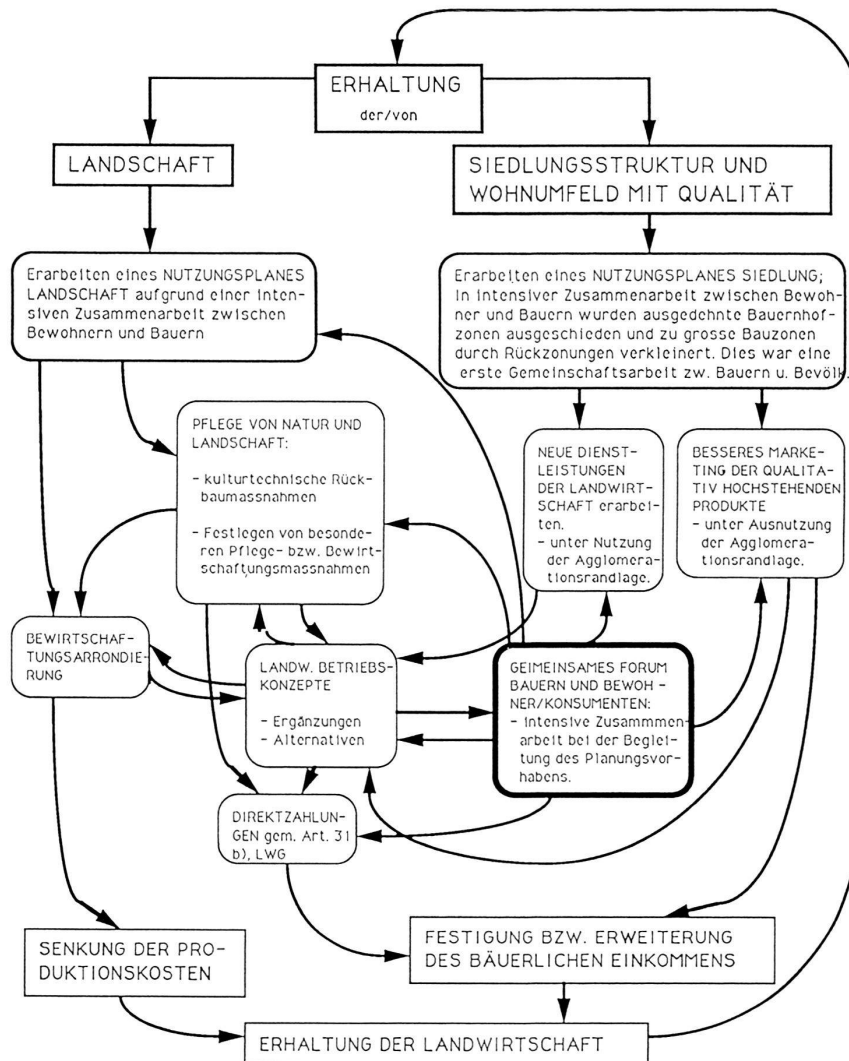 ERHALTUNG
der/von
LANDSCHAFT
SIEDLUNGSSTRUKTUR UND
WOHNUMFELD MIT QUALITÄT
Erarbeiten eines NUTZUNGSPLANES
LANDSCHAFT aufgrund einer inten-
siven Zusammenarbeit zwischen
Bewohnern und Bauern
Erarbeiten eines NUTZUNGSPLANES SIEDLUNG;
in intensiver Zusammenarbeit zwischen Bewoh-
ner und Bauern wurden ausgedehnte Bauernhof-
zonen ausgeschieden und zu grosse Bauzonen
durch Rückzonungen verkleinert. Dies war eine
erste Gemeinschaftsarbeit zw. Bauern u. Bevölk.
PFLEGE VON NATUR UND
LANDSCHAFT:
- kulturtechnische Rück-
baumassnahmen
- Festlegen von besonde-
ren Pflege- bzw. Bewirt-
schaftungsmassnahmen
NEUE DIENST-
LEISTUNGEN
DER LANDWIRT-
SCHAFT erarbei-
ten.
- unter Nutzung
der Agglomera-
tionsrandlage.
BESSERES MARKE-
TING DER QUALITA-
TIV HOCHSTEHENDEN
PRODUKTE
- unter Ausnutzung
der Agglomera-
tionsrandlage.
BEWIRTSCHAF-
TUNGSARRONDIE-
RUNG
LANDW. BETRIEBS-
KONZEPTE
- Ergänzungen
- Alternativen
GEIMEINSAMES FORUM
BAUERN UND BEWOH-
NER/KONSUMENTEN:
- intensive Zusammmen-
arbeit bei der Beglei-
tung des Planungsvor-
habens.
DIREKTZAHLUN-
GEN gem. Art. 31
b), LWG
SENKUNG DER PRO-
DUKTIONSKOSTEN
FESTIGUNG BZW. ERWEITERUNG
DES BÄUERLICHEN EINKOMMENS
ERHALTUNG DER LANDWIRTSCHAFT